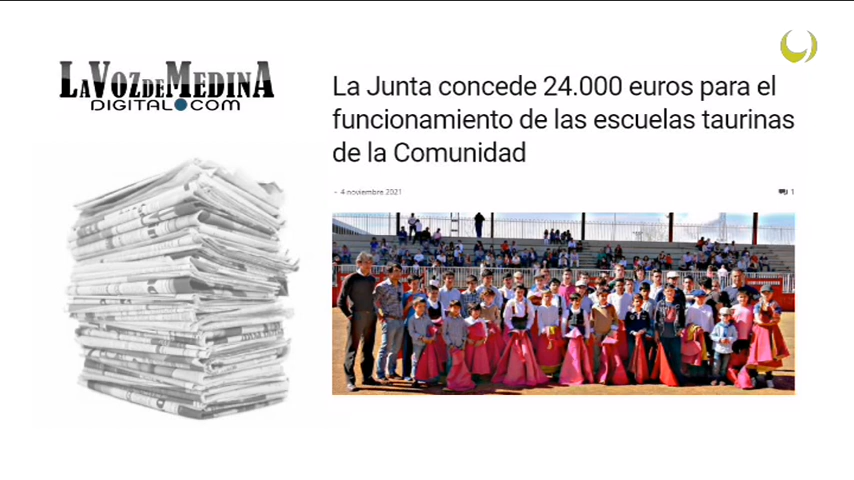 LAVOZDEMEDINA
DIGITAL.COM
La Junta concede 24.000 euros para el
funcionamiento de las escuelas taurinas
de la Comunidad
- 4 noviembre 2021
1